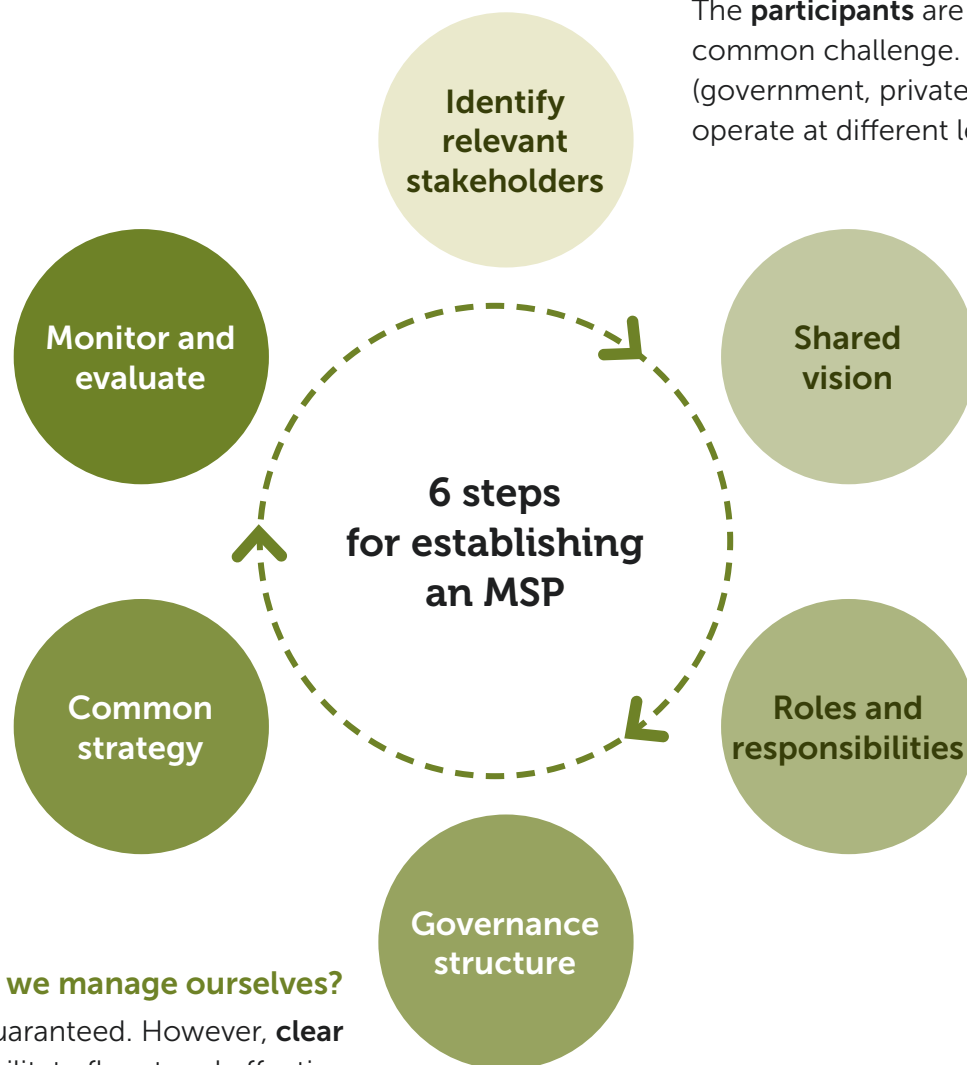 The participants are
common challenge.
(government, private
operate at different l
Identify
relevant
stakeholders
Monitor and
evaluate
Shared
vision
6 steps
for establishing
an MSP
Common
strategy
Roles and
responsibilities
Governance
structure
we manage ourselves?
uaranteed. However, clear